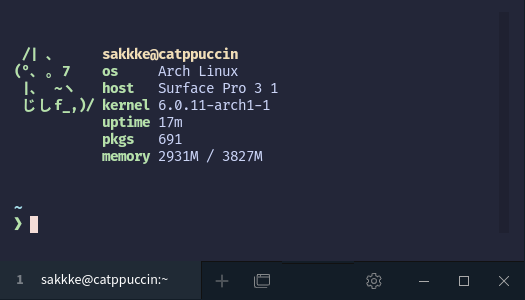 ／l 、 sakkke@catppuccin
(°、 。 7 os Arch Linux
l、 ~ヽ host Surface Pro 3 1
じしf_,)/ kernel 6.0.11-arch1-1
uptime 17m
pkgs 691
memory 2931M / 3827M
~
❯
1 sakkke@catppuccin:~